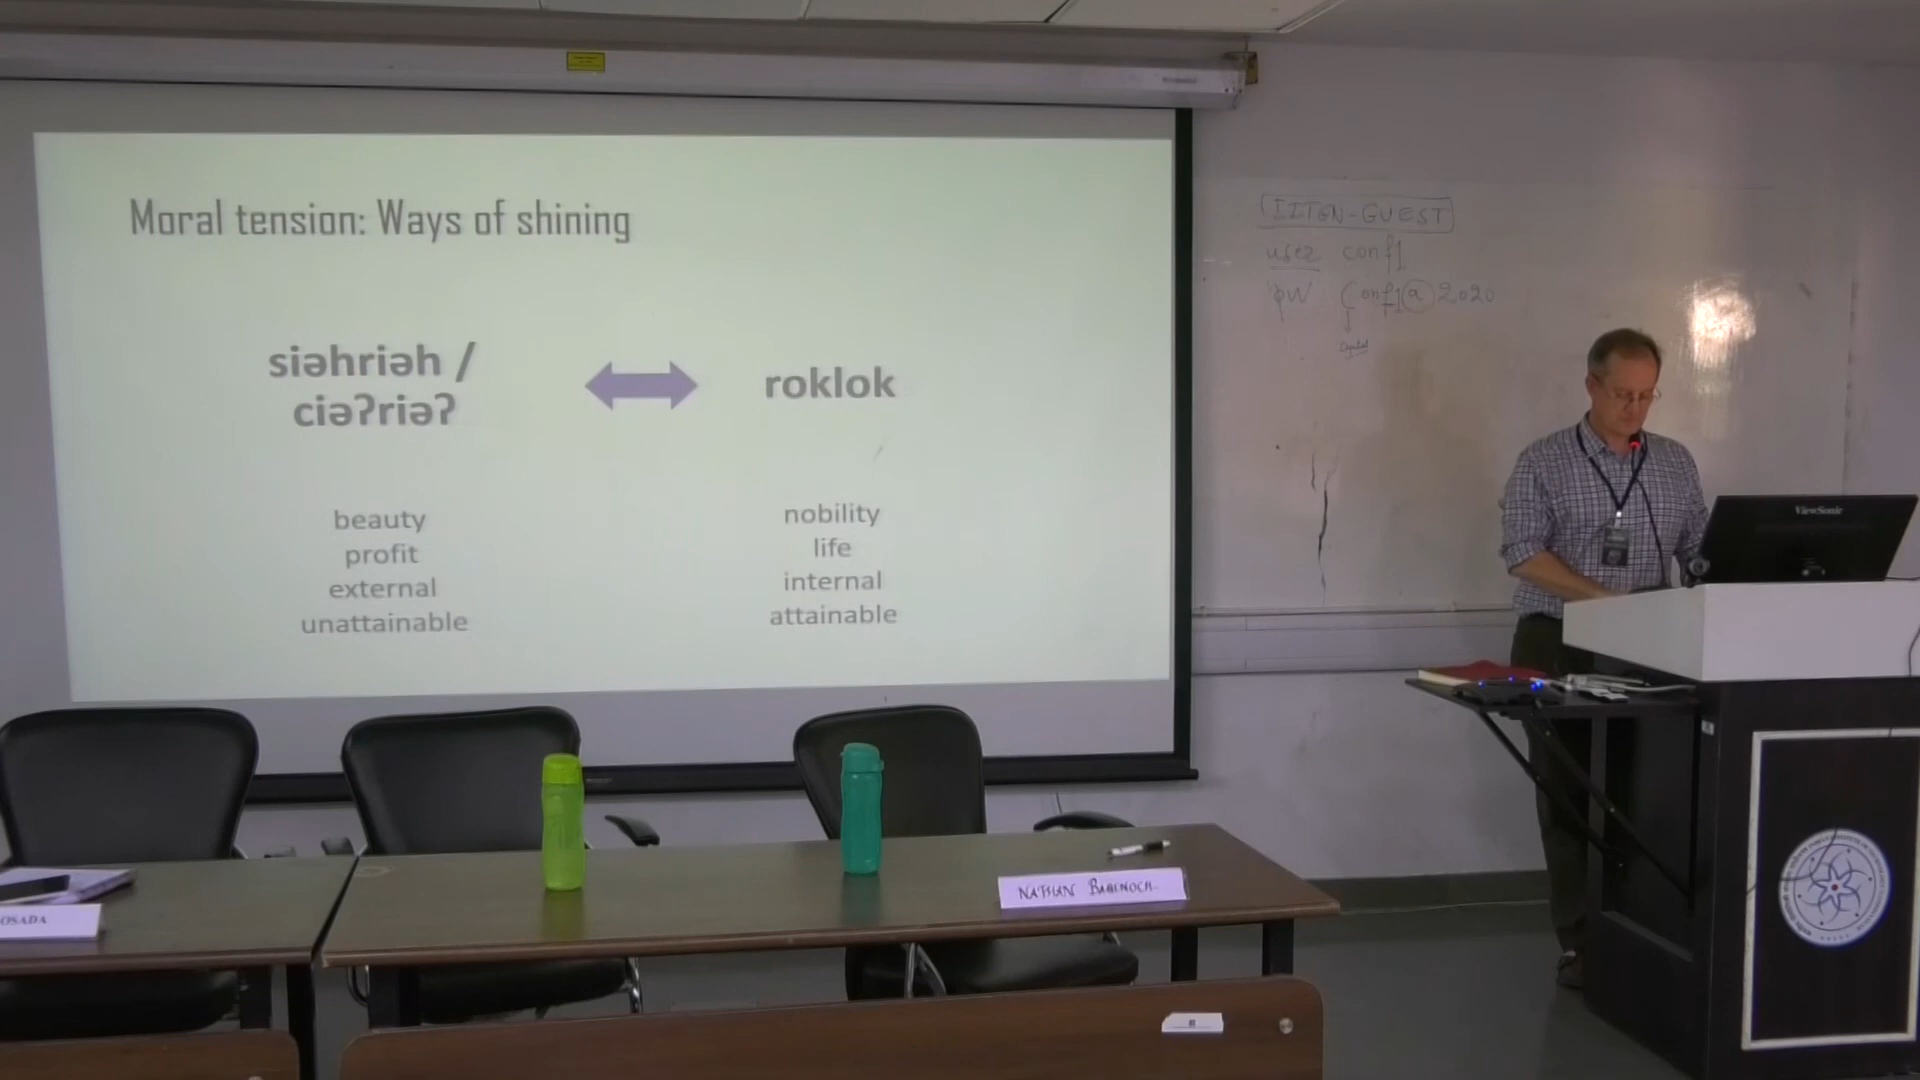 Moral tension: Ways of shining
siəhriəh /
ciəʔriəʔ
roklok
beauty
profit
external
unattainable
nobility
life
internal
attainable
IITGN-GUEST
user conf1
pW Conf1@2020
Capital
ViewSonic
OSADA
NATHAN BADENOCH